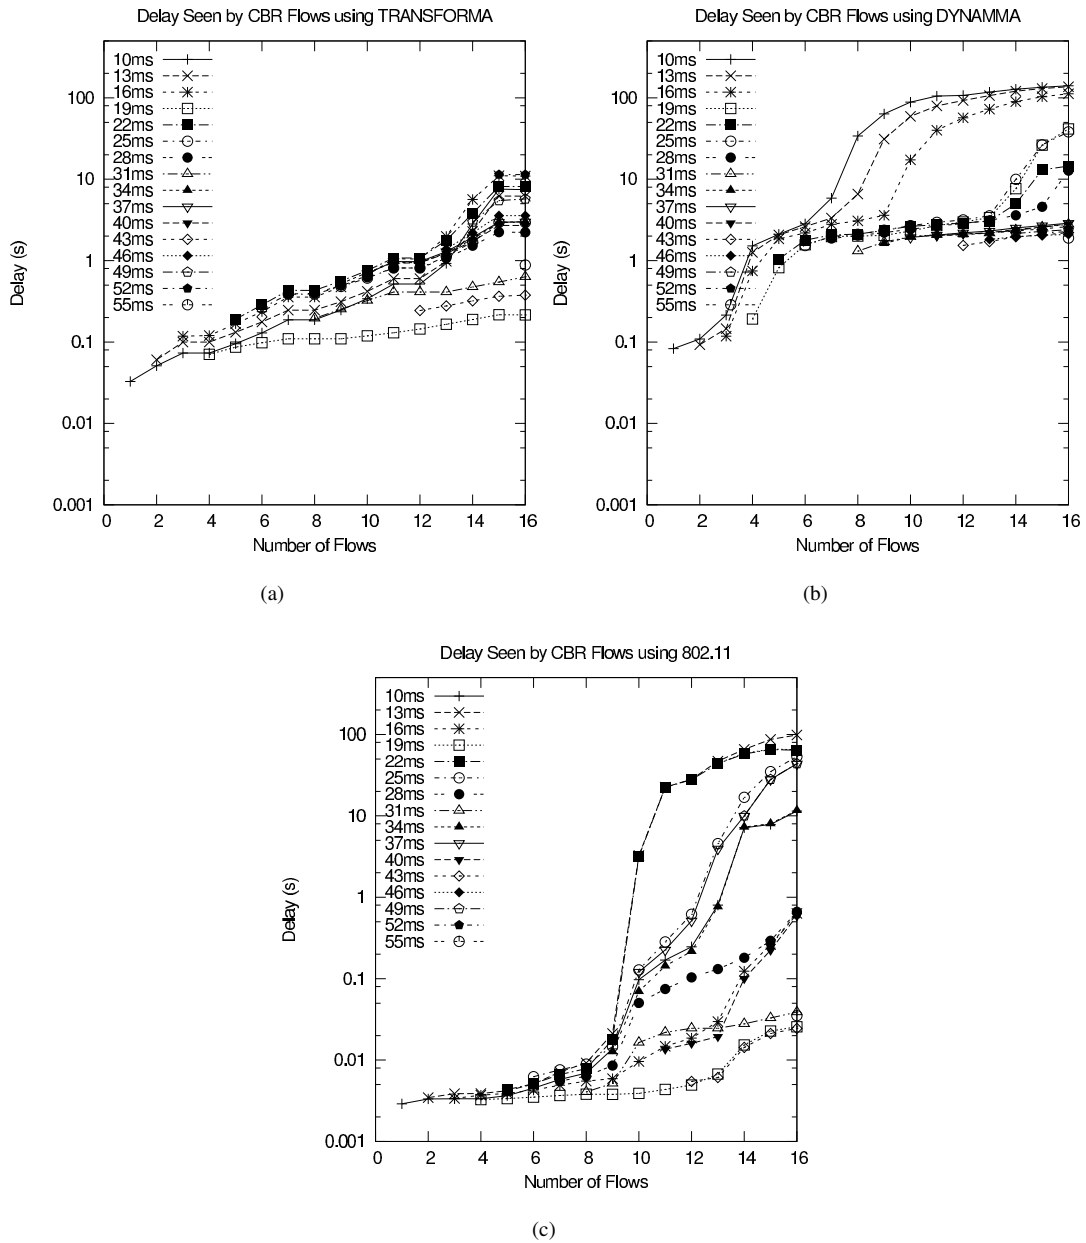 Delay Seen by CBR Flows using TRANSFORMA
10ms
13ms
16ms
19ms
22ms
25ms
28ms
31ms
34ms
37ms
40ms
43ms
46ms
49ms
52ms
55ms
100
10
1
0.1
0.01
0.001
Delay (s)
0 2 4 6 8 10 12 14 16
Number of Flows
(a)
Delay Seen by CBR Flows using DYNAMMA
10ms
13ms
16ms
19ms
22ms
25ms
28ms
31ms
34ms
37ms
40ms
43ms
46ms
49ms
52ms
55ms
100
10
1
0.1
0.01
0.001
Delay (s)
0 2 4 6 8 10 12 14 16
Number of Flows
(b)
Delay Seen by CBR Flows using 802.11
10ms
13ms
16ms
19ms
22ms
25ms
28ms
31ms
34ms
37ms
40ms
43ms
46ms
49ms
52ms
55ms
100
10
1
0.1
0.01
0.001
Delay (s)
0 2 4 6 8 10 12 14 16
Number of Flows
(c)